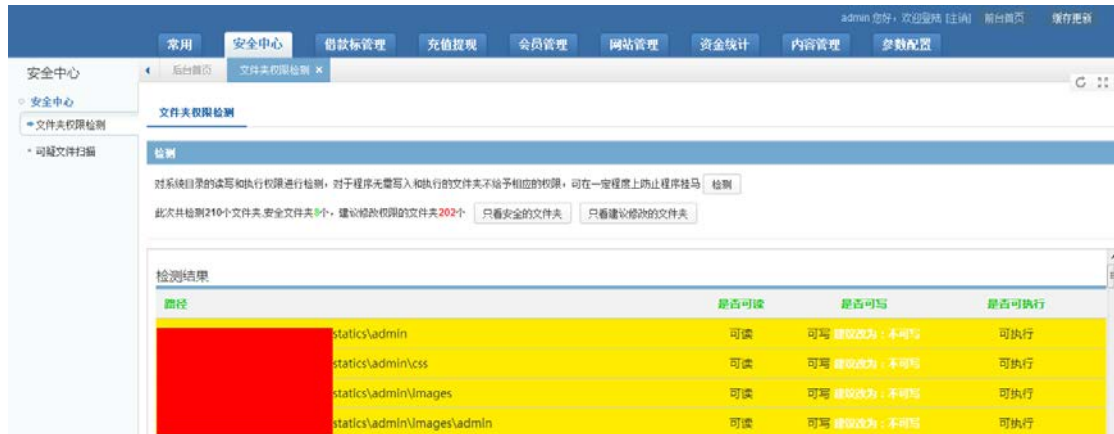 admin 您好，欢迎登陆 [注销] 前台首页 缓存更新
常用 安全中心 借款标管理 充值提现 会员管理 网站管理 资金统计 内容管理 参数配置
安全中心 后台首页 文件夹权限检测 ×
安全中心
文件夹权限检测
可疑文件扫描
文件夹权限检测
检测
对系统目录的读写和执行权限进行检测，对于程序无需写入和执行的文件夹不给予相应的权限，可在一定程度上防止程序挂马 检测
此次共检测210个文件夹,安全文件夹8个，建议修改权限的文件夹202个 只看安全的文件夹 只看建议修改的文件夹
检测结果
路径 是否可读 是否可写 是否可执行
statics\admin 可读 可写 建议改为：不可写 可执行
statics\admin\css 可读 可写 建议改为：不可写 可执行
statics\admin\Images 可读 可写 建议改为：不可写 可执行
statics\admin\Images\admin 可读 可写 建议改为：不可写 可执行